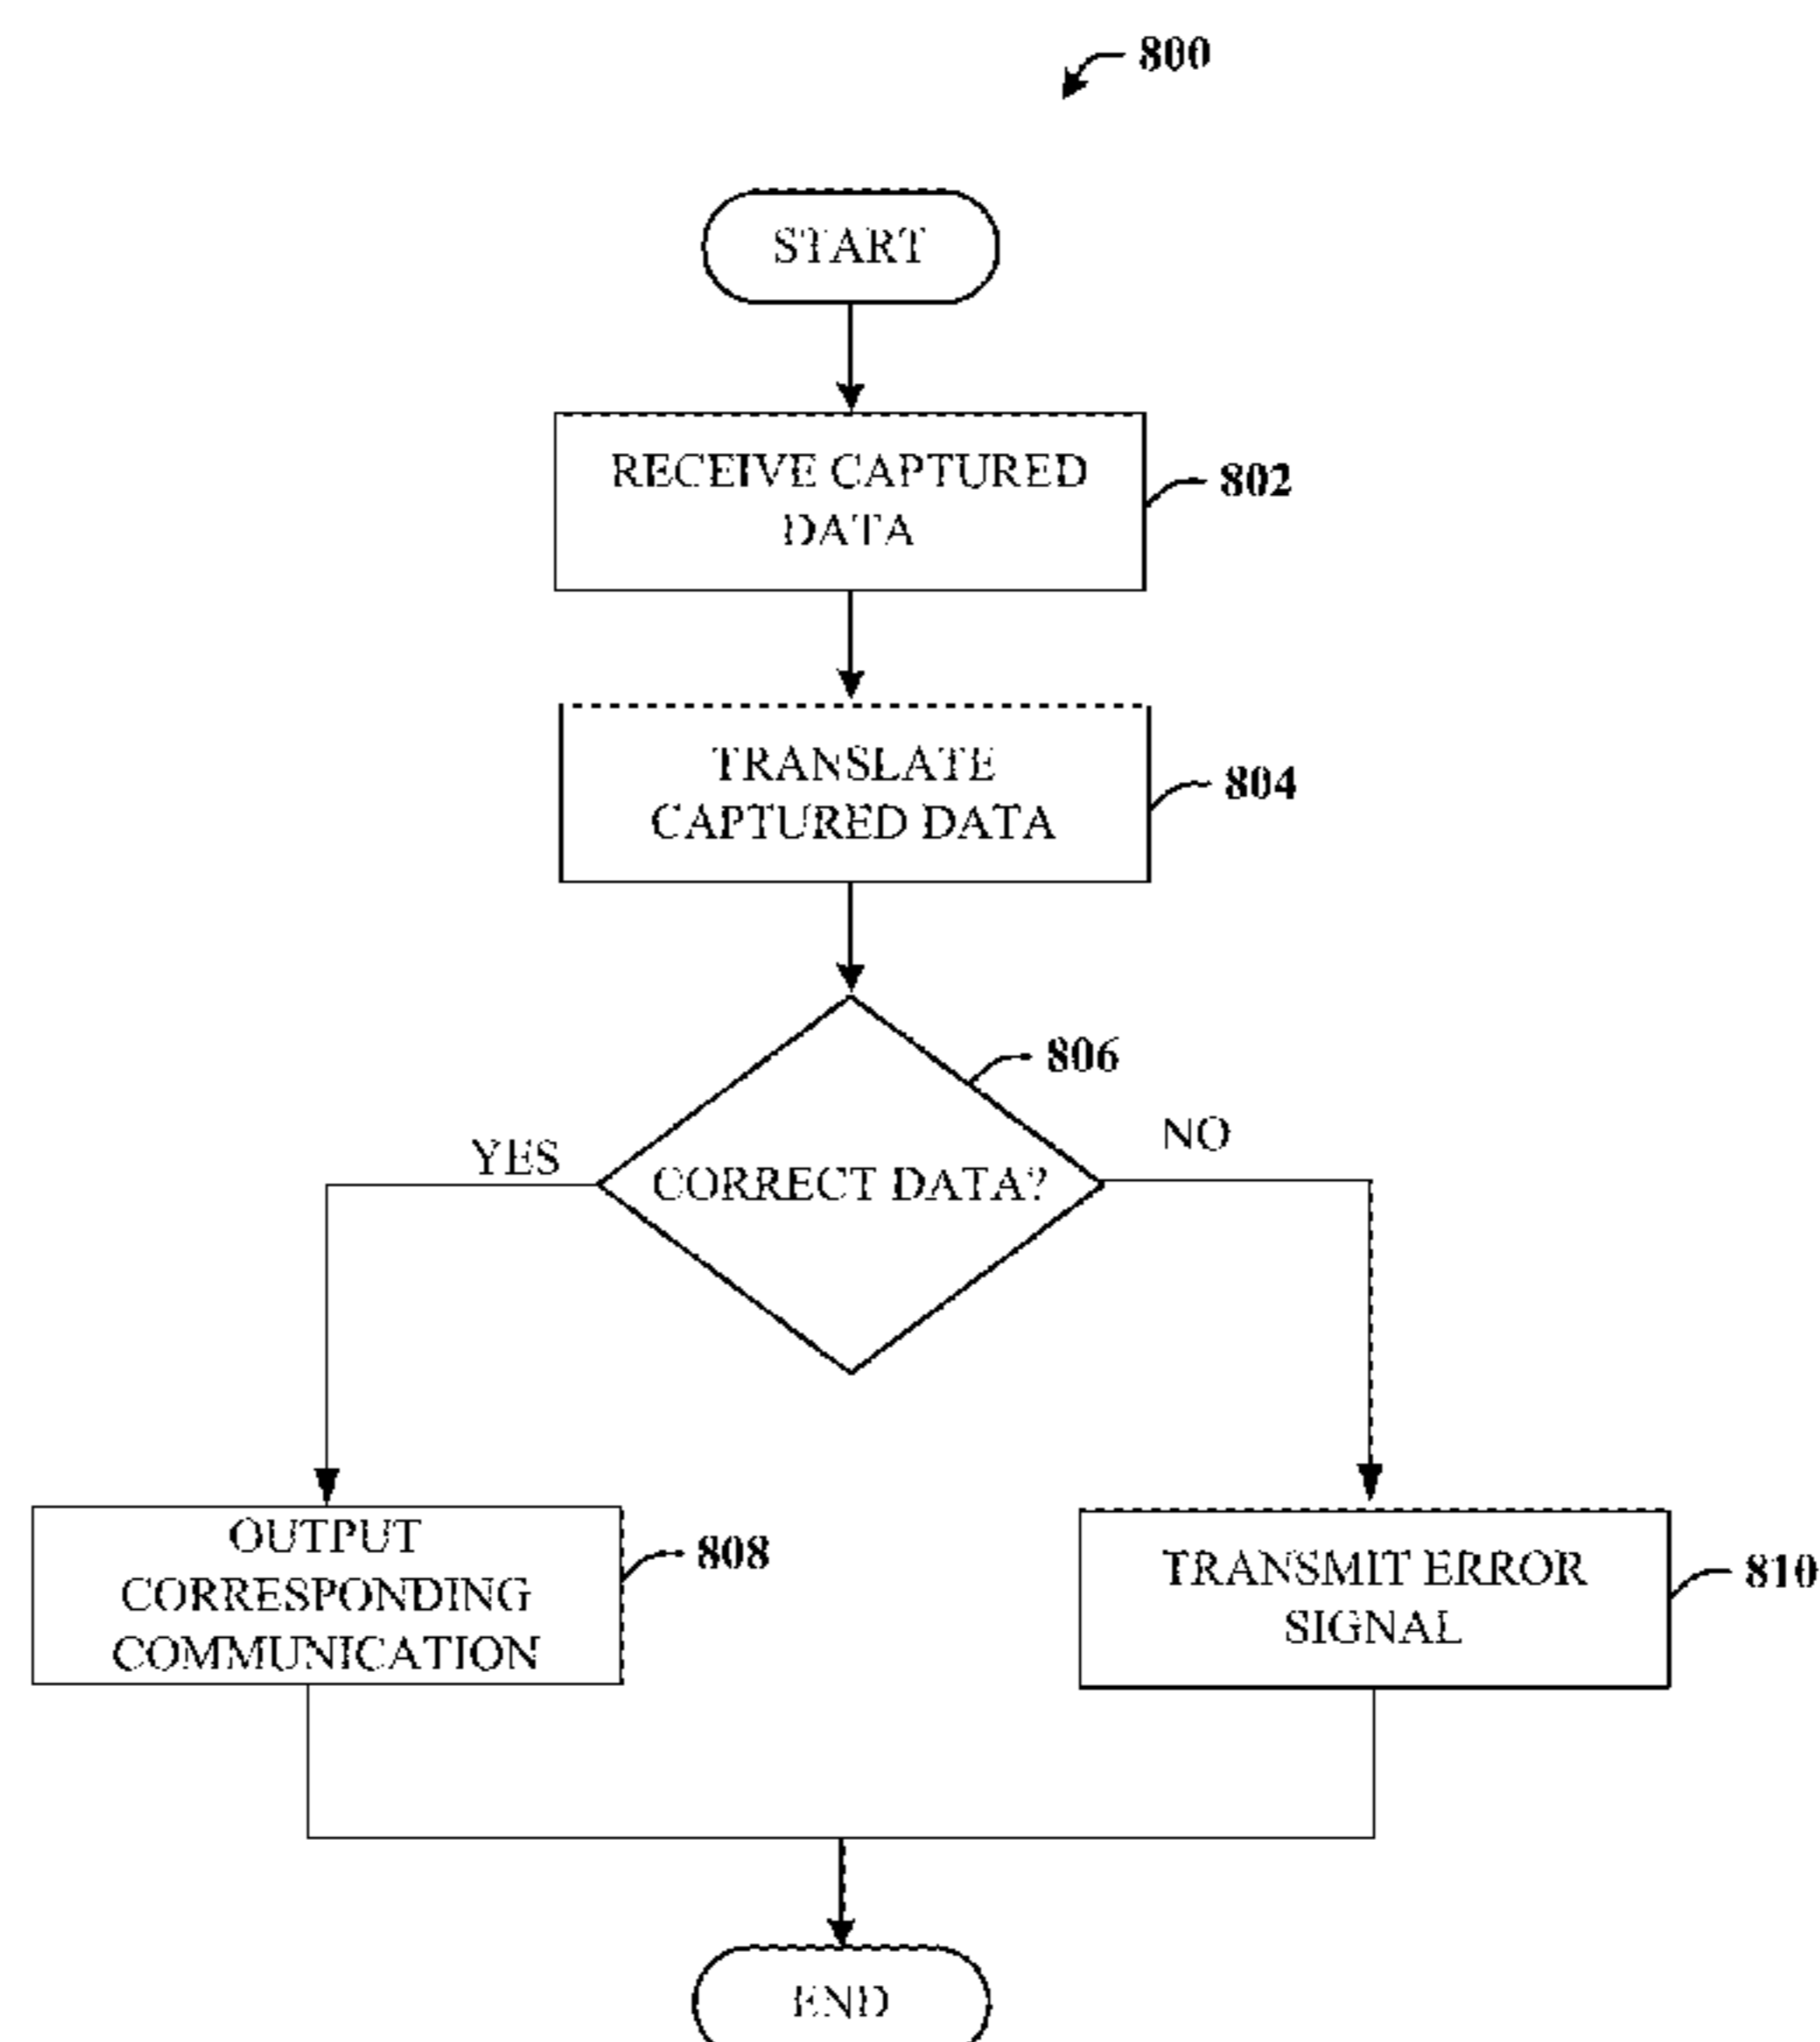 800
START
RECEIVE CAPTURED
DATA
802
TRANSLATE
CAPTURED DATA
804
806
YES
CORRECT DATA?
NO
OUTPUT
CORRESPONDING
COMMUNICATION
808
TRANSMIT ERROR
SIGNAL
810
END